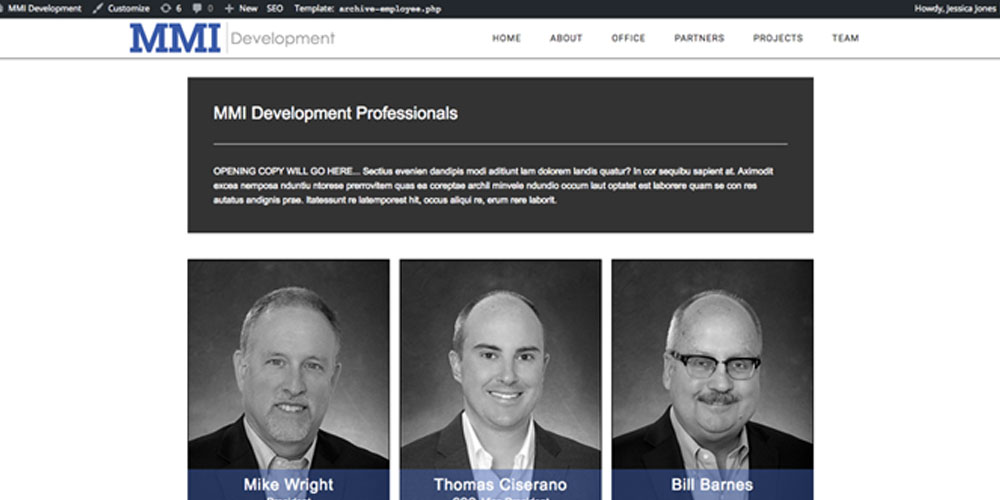 MMI Development Customize 6 0 New SEO Template: archive-employee.php Howdy, Jessica Jones
MMI Development
HOME ABOUT OFFICE PARTNERS PROJECTS TEAM
MMI Development Professionals
OPENING COPY WILL GO HERE... Sectius evenien dandipis modi aditiunt lam dolorem landis quatur? In cor sequibu sapient at. Aximodit
excea nemposa nduntiu ntorese prerrovitem quas ea coreptae archil minvele ndundio occum laut optatet est laborere quam se con res
autatus andignis prae. Itatessunt re latemporest hit, occus aliqui re, erum rere laborit.
Mike Wright
Thomas Ciserano
Bill Barnes
President